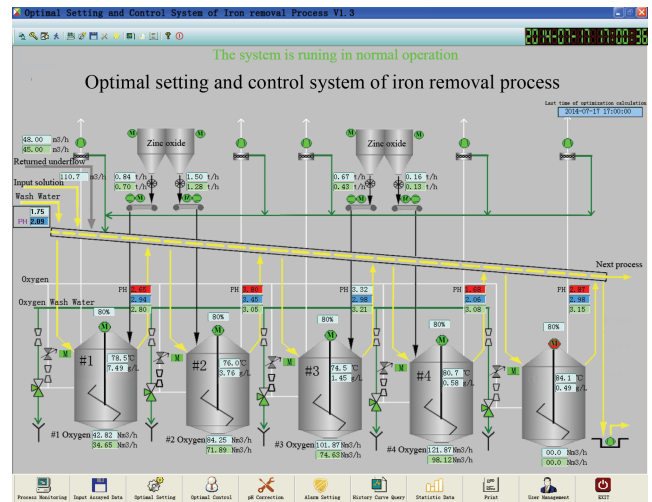 Optimal Setting and Control System of Iron removal Process V1.3
2014-07-17 17:00:36
The system is runing in normal operation
Optimal setting and control system of iron removal process
Last time of optimization calculation
2014-07-17 17:00:00
48.00 m3/h
45.00 m3/h
Returned underflow
110.7 m3/h
Input solution
Wash Water
1.75
PH 2.09
M Zinc oxide M
0.84 t/h 1.50 t/h
0.70 t/h 1.28 t/h
M M
M Zinc oxide M
0.67 t/h 0.16 t/h
0.43 t/h 0.13 t/h
M M
Next process
Oxygen
Oxygen Wash Water
PH 2.65
2.94
2.80
PH 2.80
3.45
3.05
PH 3.32
2.98
3.21
PH 1.68
2.06
3.08
PH 2.97
2.98
3.15
80% 80% 80% 80% 80%
M M M M M
M M M M M
#1 78.5℃
7.49 g/L
#2 76.0℃
3.76 g/L
#3 74.5℃
1.45 g/L
#4 80.7℃
0.58 g/L
84.1℃
0.49 g/L
#1 Oxygen 42.82 Nm3/h
34.65 Nm3/h
#2 Oxygen 84.25 Nm3/h
71.89 Nm3/h
#3 Oxygen 101.87 Nm3/h
74.63 Nm3/h
#4 Oxygen 121.87 Nm3/h
98.12 Nm3/h
00.0 Nm3/h
00.0 Nm3/h
Process Monitoring Input Assayed Data Optimal Setting Optimal Control pH Correction Alarm Setting History Curve Query Statistic Data Print User Management EXIT